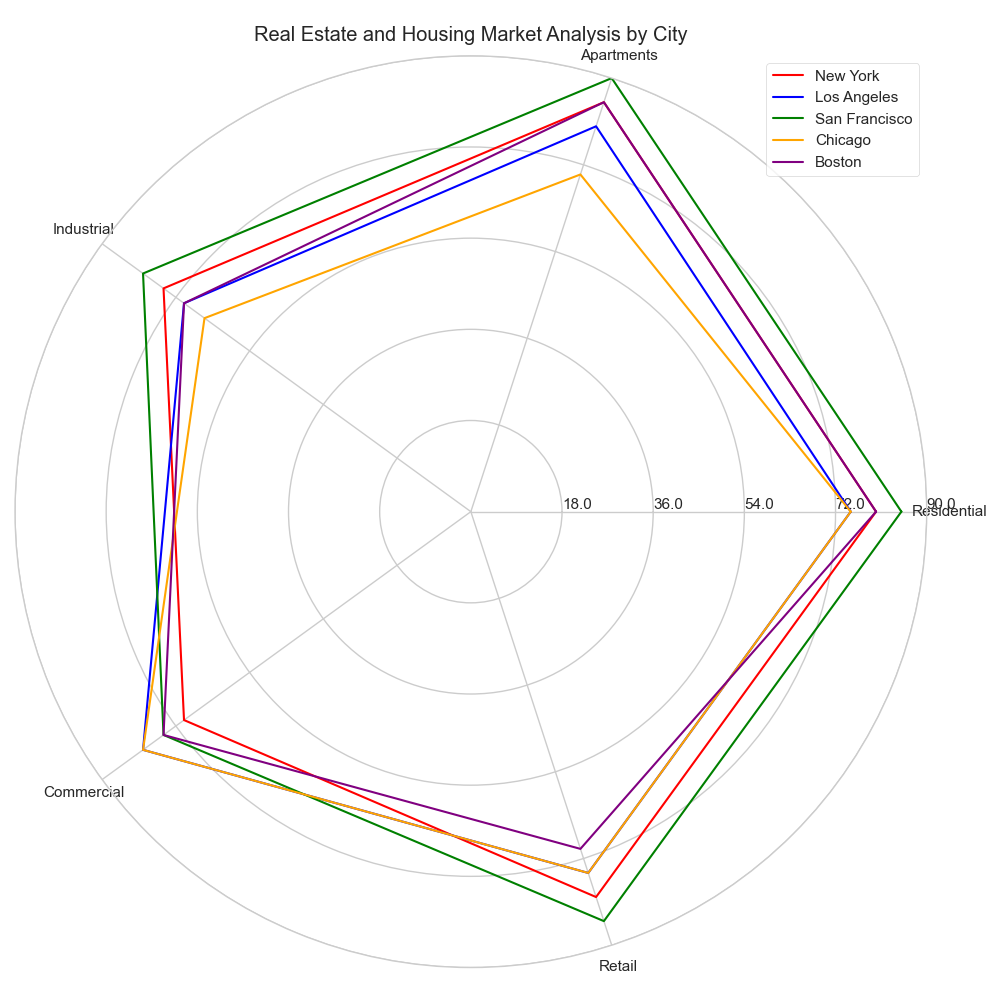 Real Estate and Housing Market Analysis by City
Apartments
New York
Los Angeles
San Francisco
Chicago
Boston
Industrial
18.0
36.0
54.0
72.0
90.0
Residential
Commercial
Retail